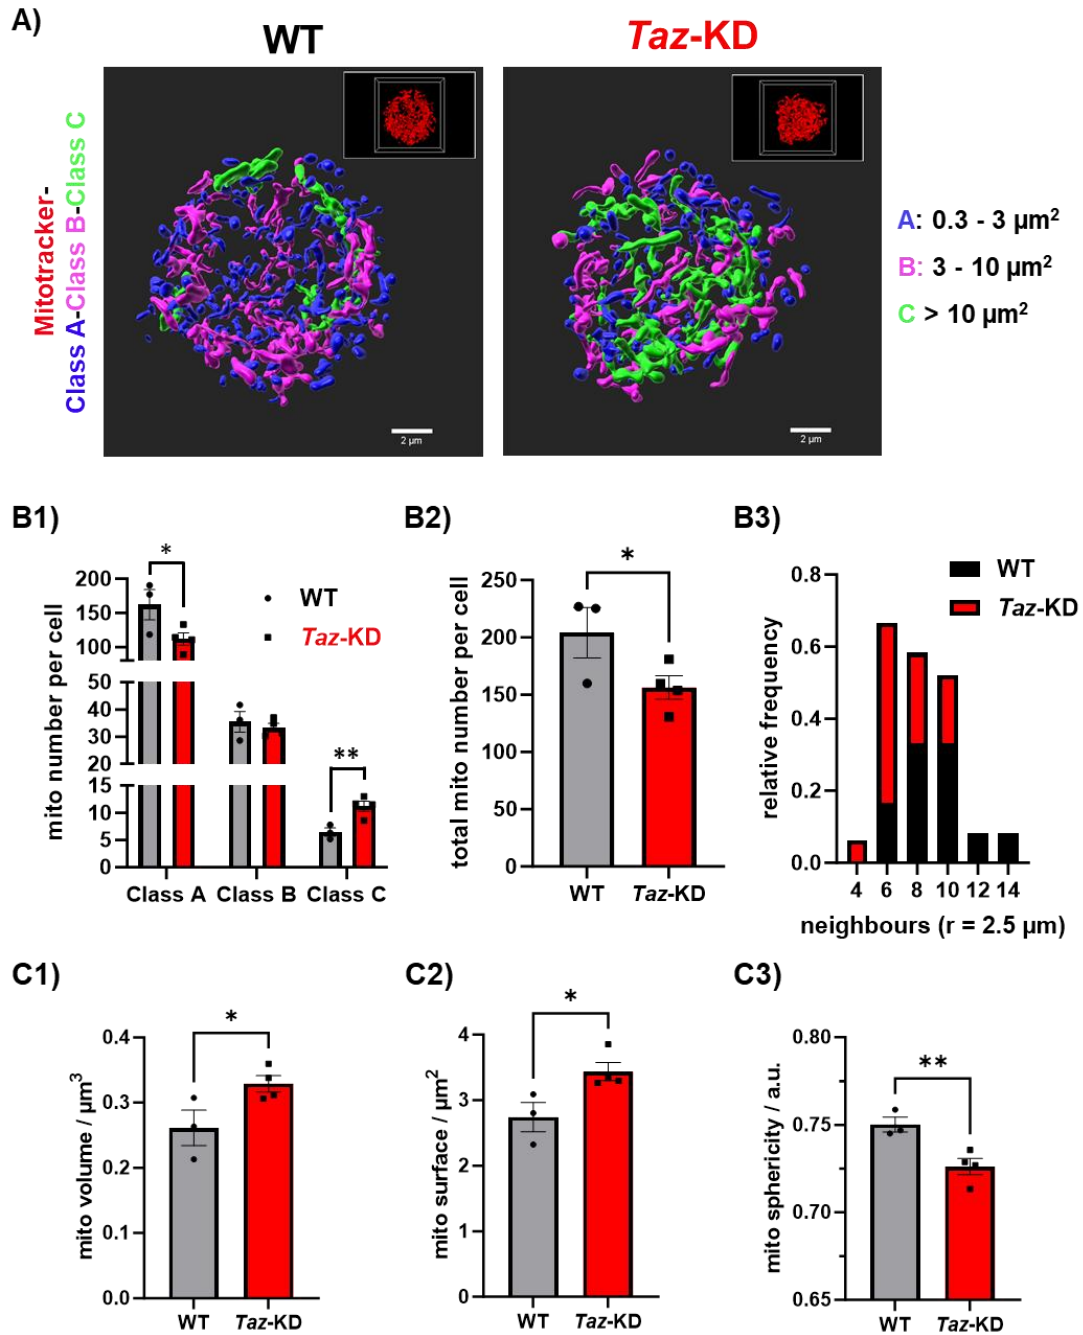 A)
WT
Taz-KD
Mitotracker-
Class A-Class B-Class C
2 µm
2 µm
A: 0.3 - 3 µm²
B: 3 - 10 µm²
C > 10 µm²
B1)
mito number per cell
200
150
100
50
40
30
20
15
10
5
0
*
**
WT
Taz-KD
Class A
Class B
Class C
B2)
total mito number per cell
250
200
150
100
50
0
*
WT
Taz-KD
B3)
relative frequency
0.8
0.6
0.4
0.2
0.0
WT
Taz-KD
4
6
8
10
12
14
neighbours (r = 2.5 µm)
C1)
mito volume / µm³
0.4
0.3
0.2
0.1
0.0
*
WT
Taz-KD
C2)
mito surface / µm²
4
3
2
1
0
*
WT
Taz-KD
C3)
mito sphericity / a.u.
0.80
0.75
0.70
0.65
**
WT
Taz-KD